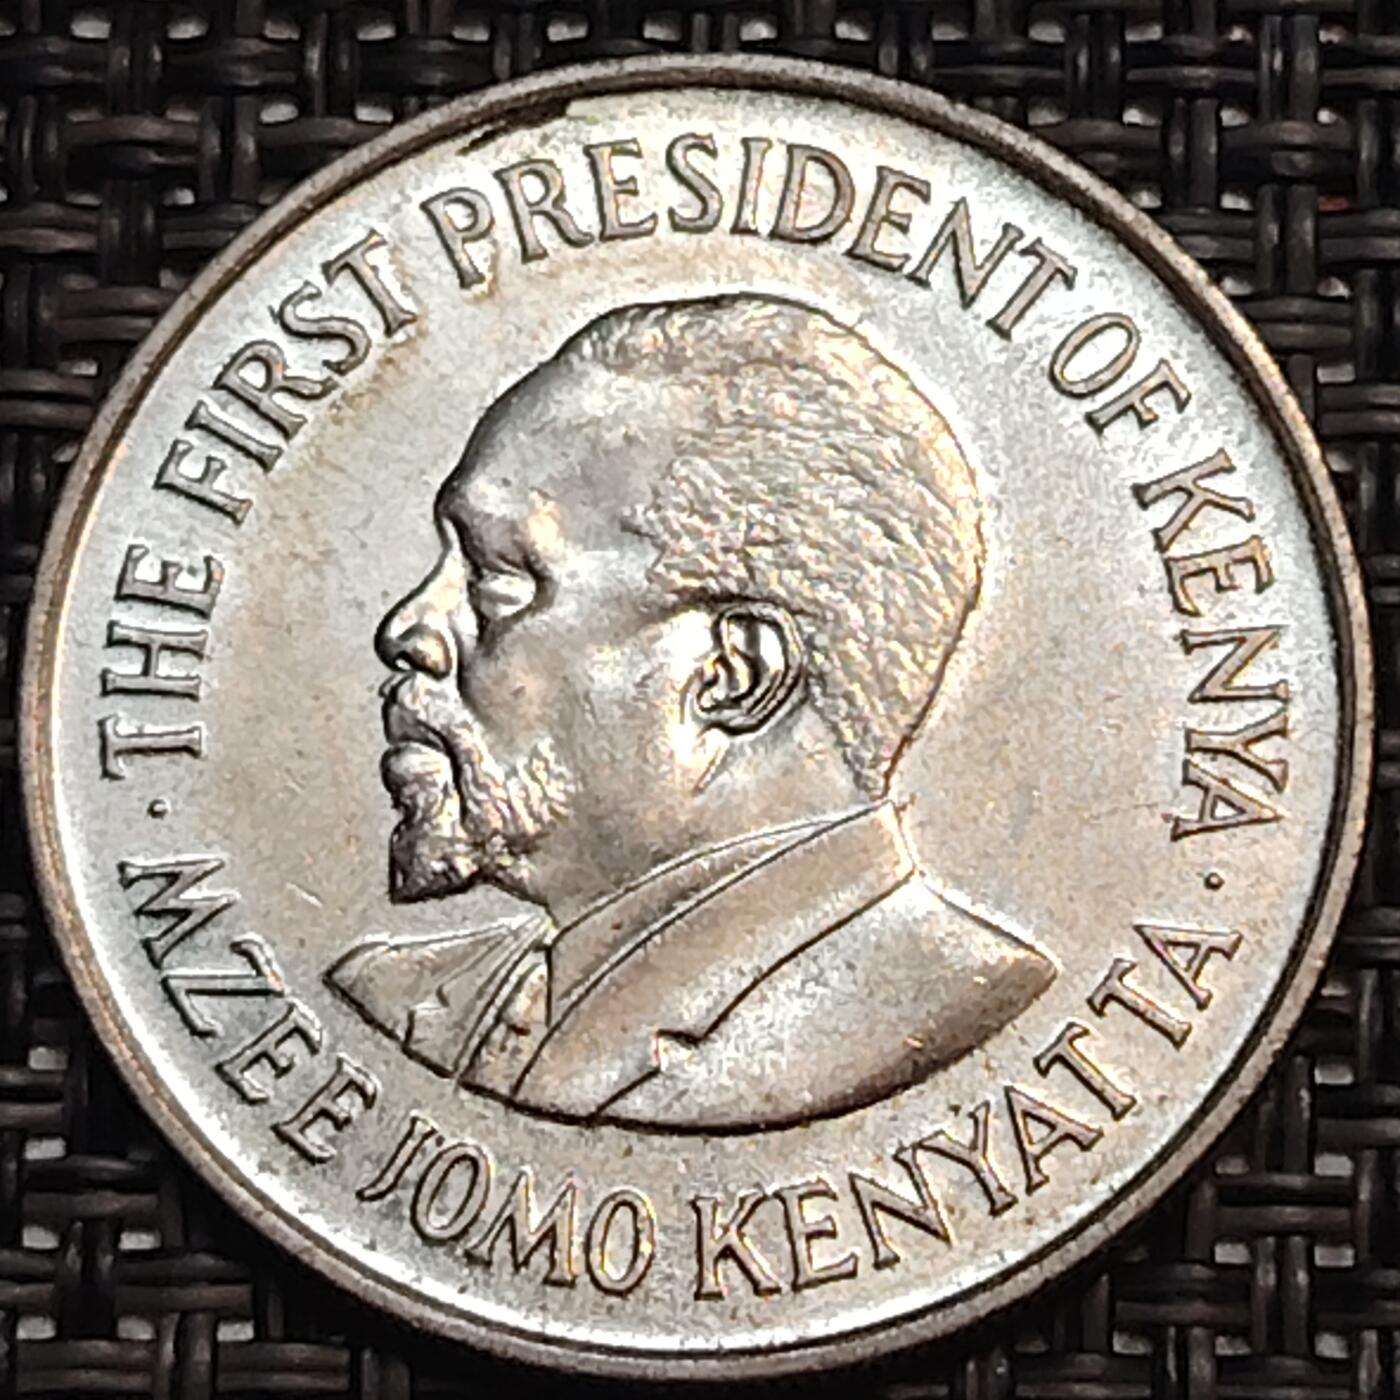 · THE FIRST PRESIDENT OF KENYA ·
MZEE JOMO KENYATTA